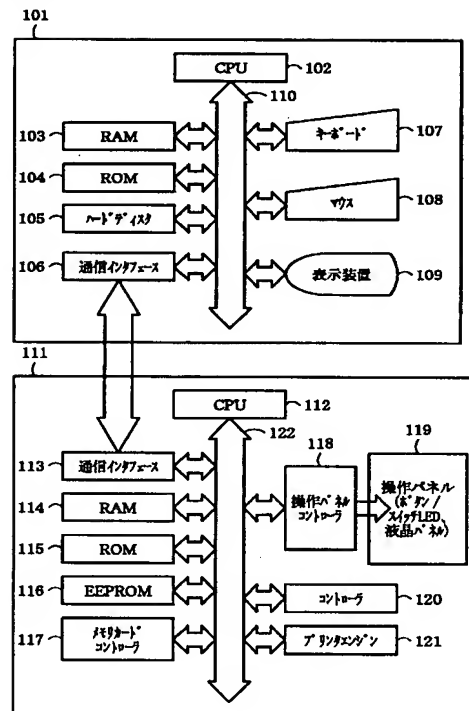 101
CPU
102
110
103
RAM
キーボード
107
104
ROM
マウス
108
105
ハードディスタ
106
通信インタフェース
表示装置
109
111
CPU
112
122
113
通信インタフェース
118
119
114
RAM
操作パネル
コントローラ
操作パネル
(ボタン/
スイッチLED、
液晶パネル)
115
ROM
116
EEPROM
コントローラ
120
117
メモリカード
コントローラ
プリンタエンジン
121